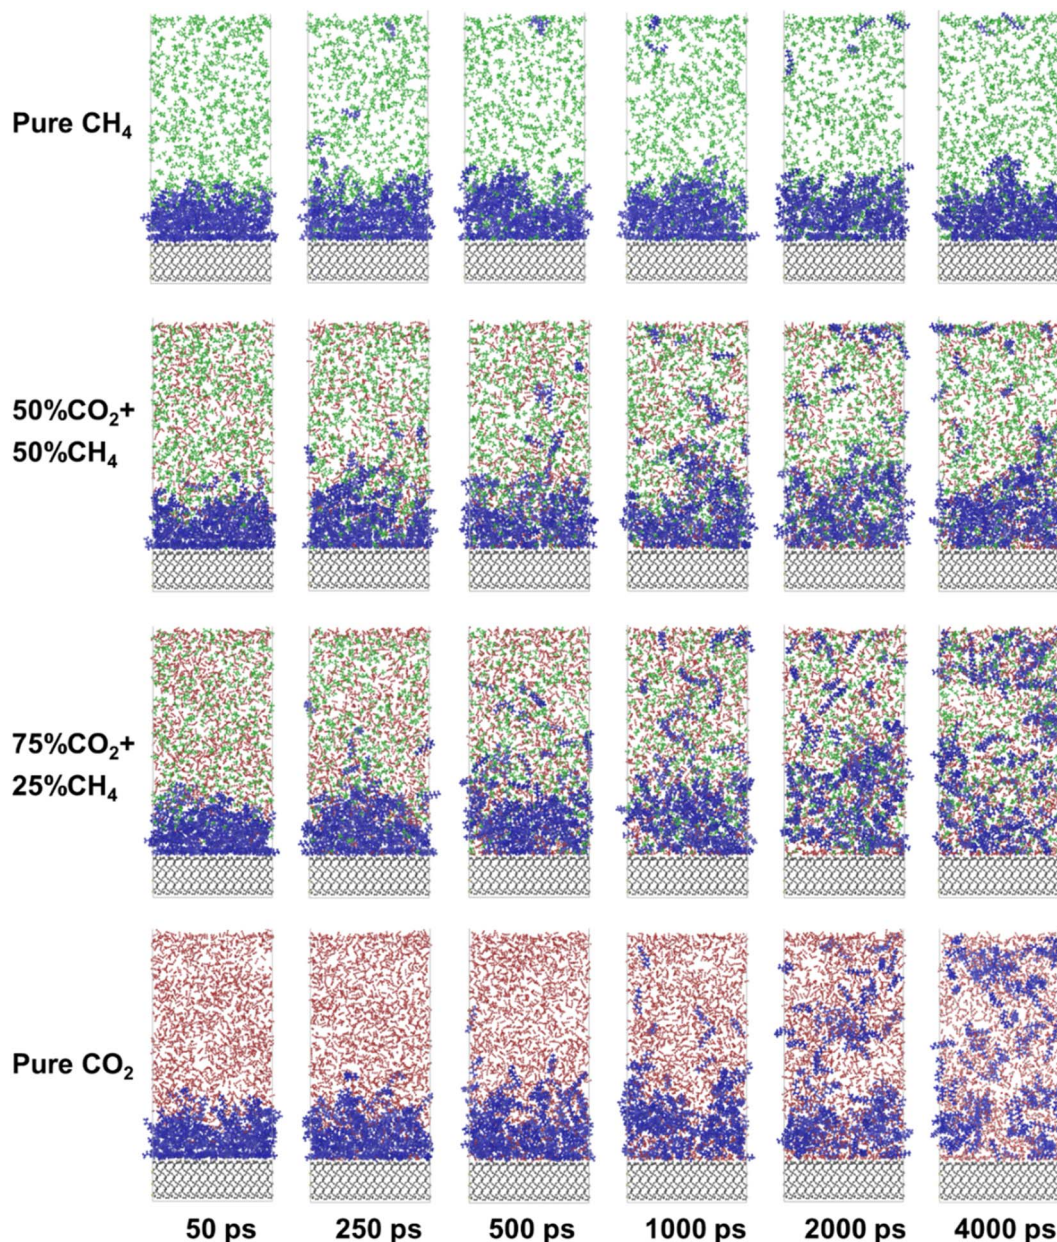 Pure CH₄
50%CO₂+
50%CH₄
75%CO₂+
25%CH₄
Pure CO₂
50 ps 250 ps 500 ps 1000 ps 2000 ps 4000 ps